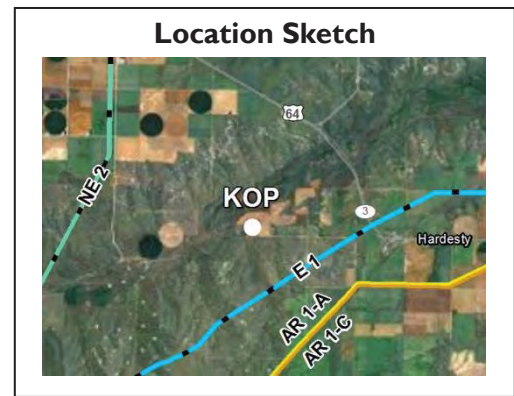 Location Sketch
64
NE 2
KOP
3
Hardesty
E 1
AR 1-A
AR 1-C